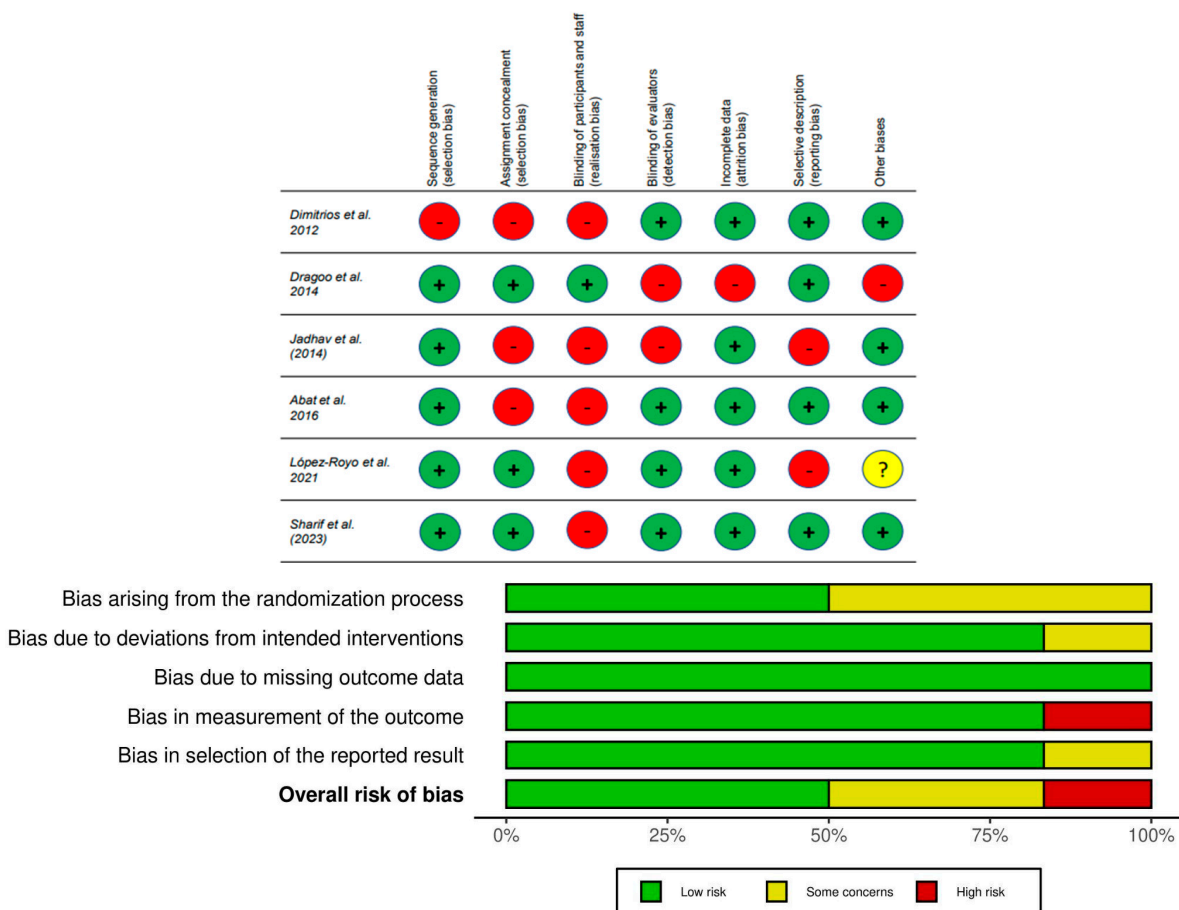 Sequence generation
(selection bias)
Assignment concealment
(selection bias)
Blinding of participants and staff
(realisation bias)
Blinding of evaluators
(detection bias)
Incomplete data
(attrition bias)
Selective description
(reporting bias)
Other biases
Dimitrios et al.
2012
- - - + + + +
Dragoo et al.
2014
+ + + - - + -
Jadhav et al.
(2014)
+ - - - + - +
Abat et al.
2016
+ - - + + + +
López-Royo et al.
2021
+ + - + + - ?
Sharif et al.
(2023)
+ + - + + + +
Bias arising from the randomization process
Bias due to deviations from intended interventions
Bias due to missing outcome data
Bias in measurement of the outcome
Bias in selection of the reported result
Overall risk of bias
0% 25% 50% 75% 100%
Low risk Some concerns High risk